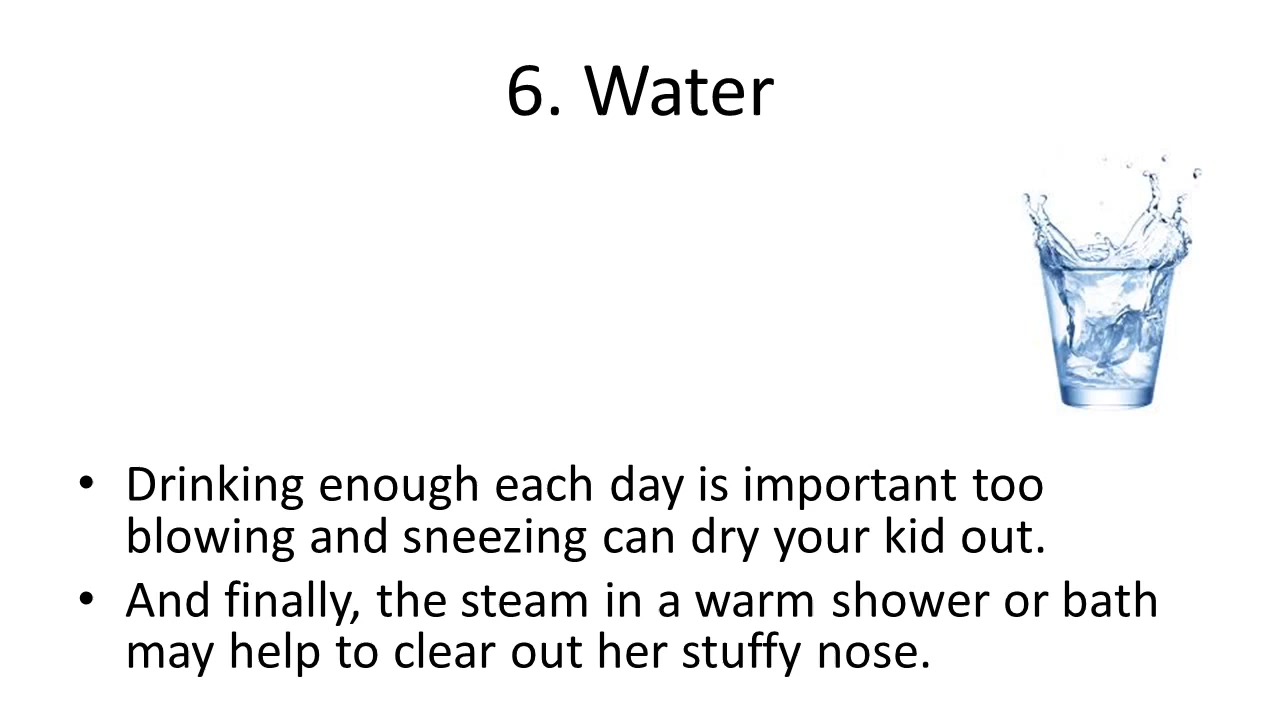 6. Water
• Drinking enough each day is important too
blowing and sneezing can dry your kid out.
• And finally, the steam in a warm shower or bath
may help to clear out her stuffy nose.